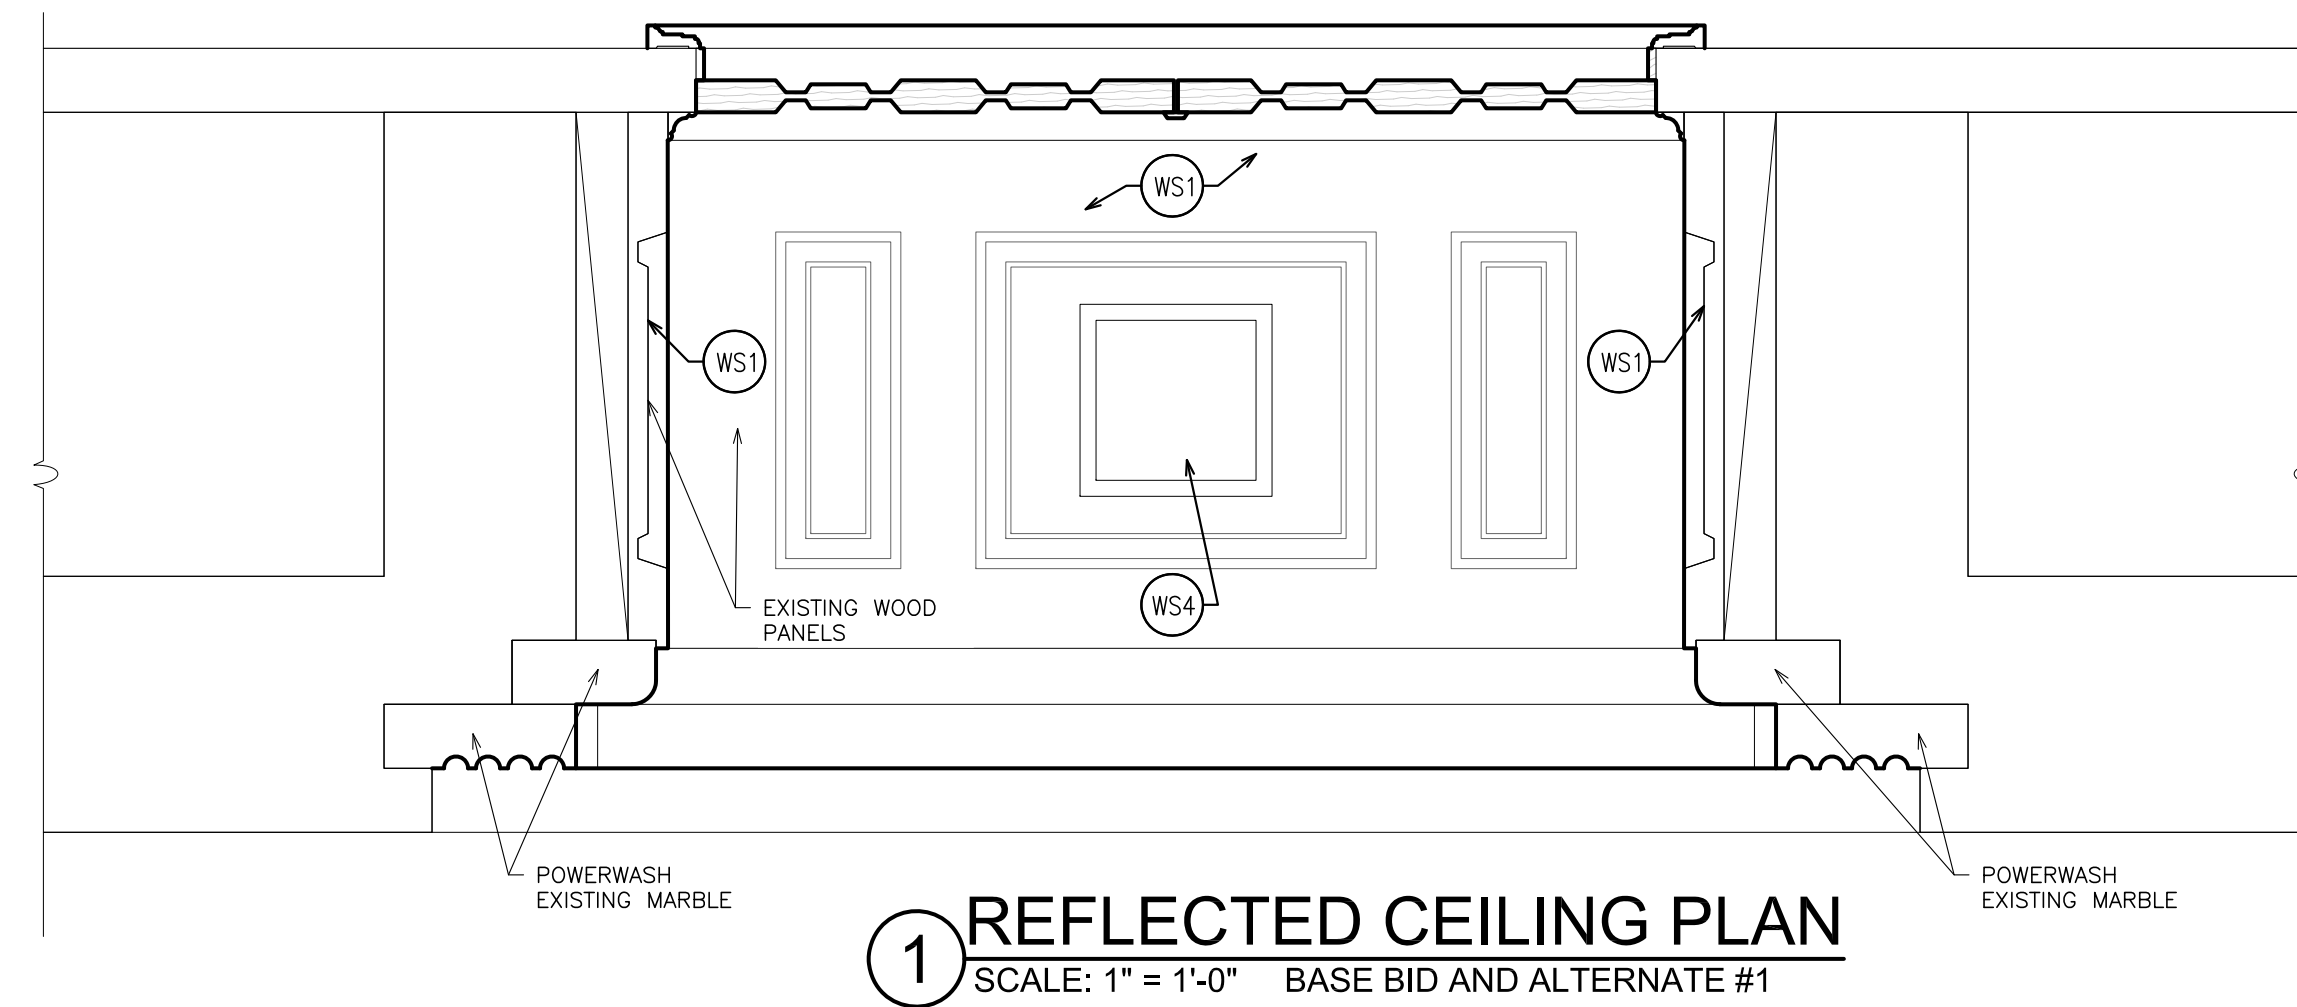 WS1
WS1
WS1
EXISTING WOOD
PANELS
WS4
POWERWASH
EXISTING MARBLE
POWERWASH
EXISTING MARBLE
1
REFLECTED CEILING PLAN
SCALE: 1" = 1'-0" BASE BID AND ALTERNATE #1